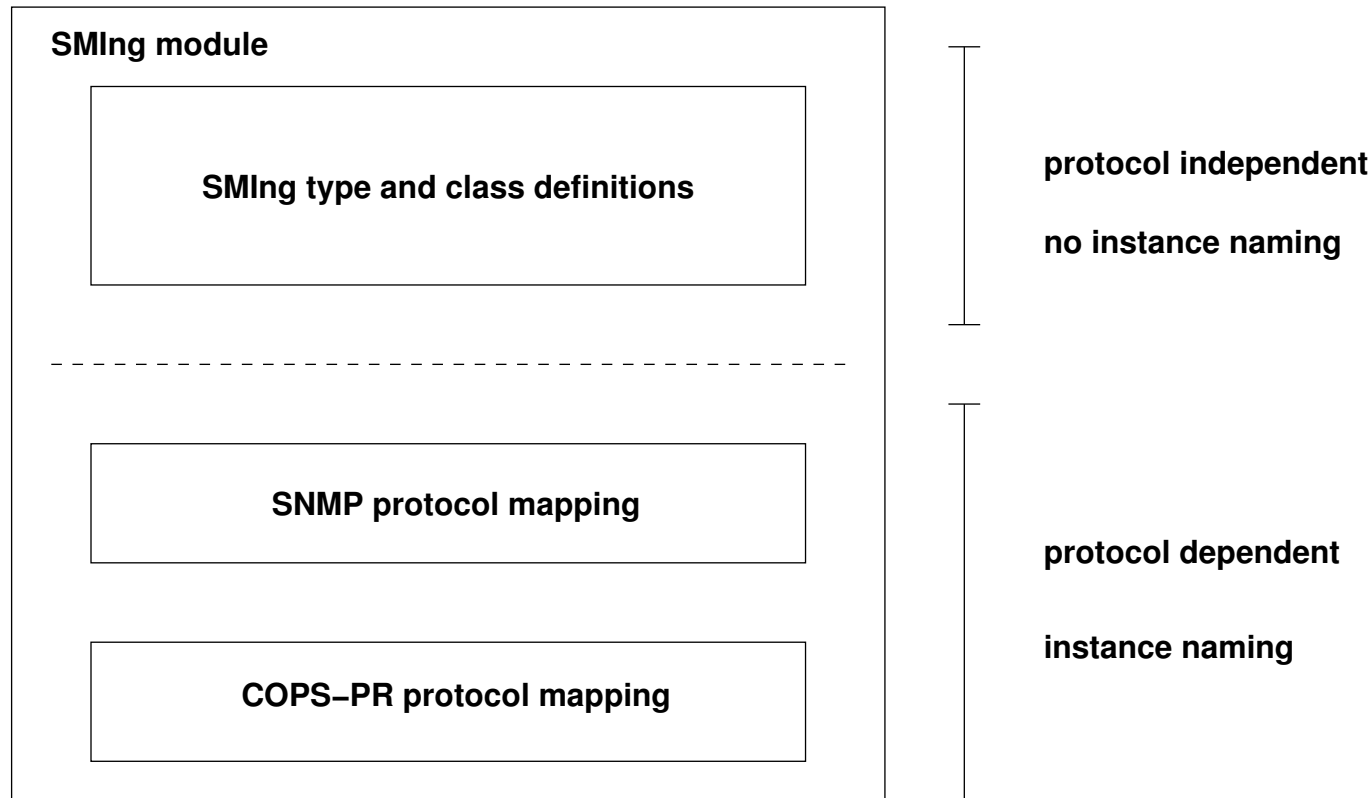 SMIng module
SMIng type and class definitions
protocol independent
no instance naming
SNMP protocol mapping
protocol dependent
instance naming
COPS−PR protocol mapping